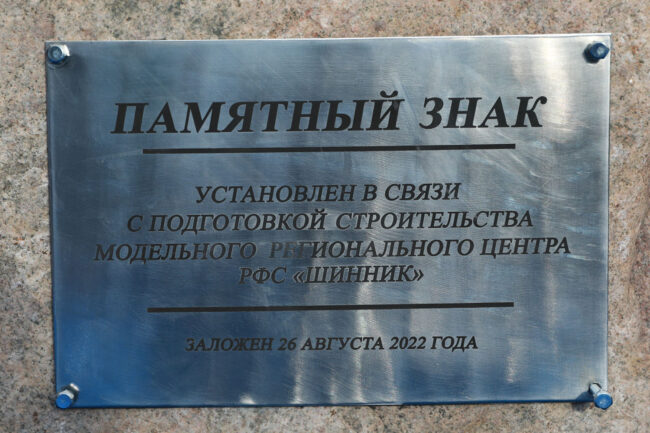 ПАМЯТНЫЙ ЗНАК
УСТАНОВЛЕН В СВЯЗИ
С ПОДГОТОВКОЙ СТРОИТЕЛЬСТВА
МОДЕЛЬНОГО РЕГИОНАЛЬНОГО ЦЕНТРА
РФС «ШИННИК»
ЗАЛОЖЕН 26 АВГУСТА 2022 ГОДА